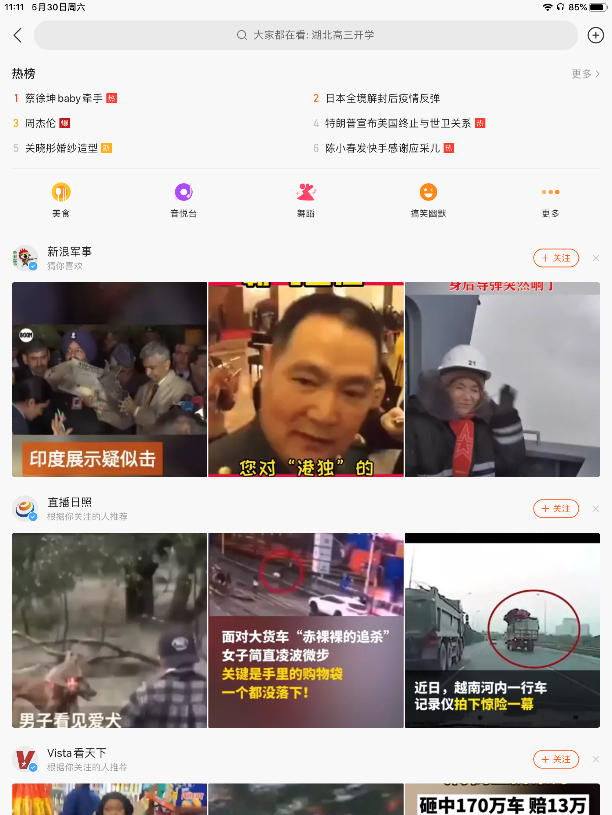 11:11 5月30日周六
85%
大家都在看: 湖北高三开学
热榜
更多
1 蔡徐坤baby牵手 热
2 日本全境解封后疫情反弹
3 周杰伦 爆
4 特朗普宣布美国终止与世卫关系 热
5 关晓彤婚纱造型 新
6 陈小春发快手感谢应采儿 热
美食
音悦台
舞蹈
搞笑幽默
更多
新浪军事
猜你喜欢
+ 关注
BOOM
印度展示疑似击
您对“港独”的
身后导弹突然响了
21
直播日照
根据你关注的人推荐
+ 关注
男子看见爱犬
面对大货车“赤裸裸的追杀”
女子简直凌波微步
关键是手里的购物袋
一个都没落下！
近日，越南河内一行车
记录仪拍下惊险一幕
Vista看天下
根据你关注的人推荐
+ 关注
砸中170万车 赔13万